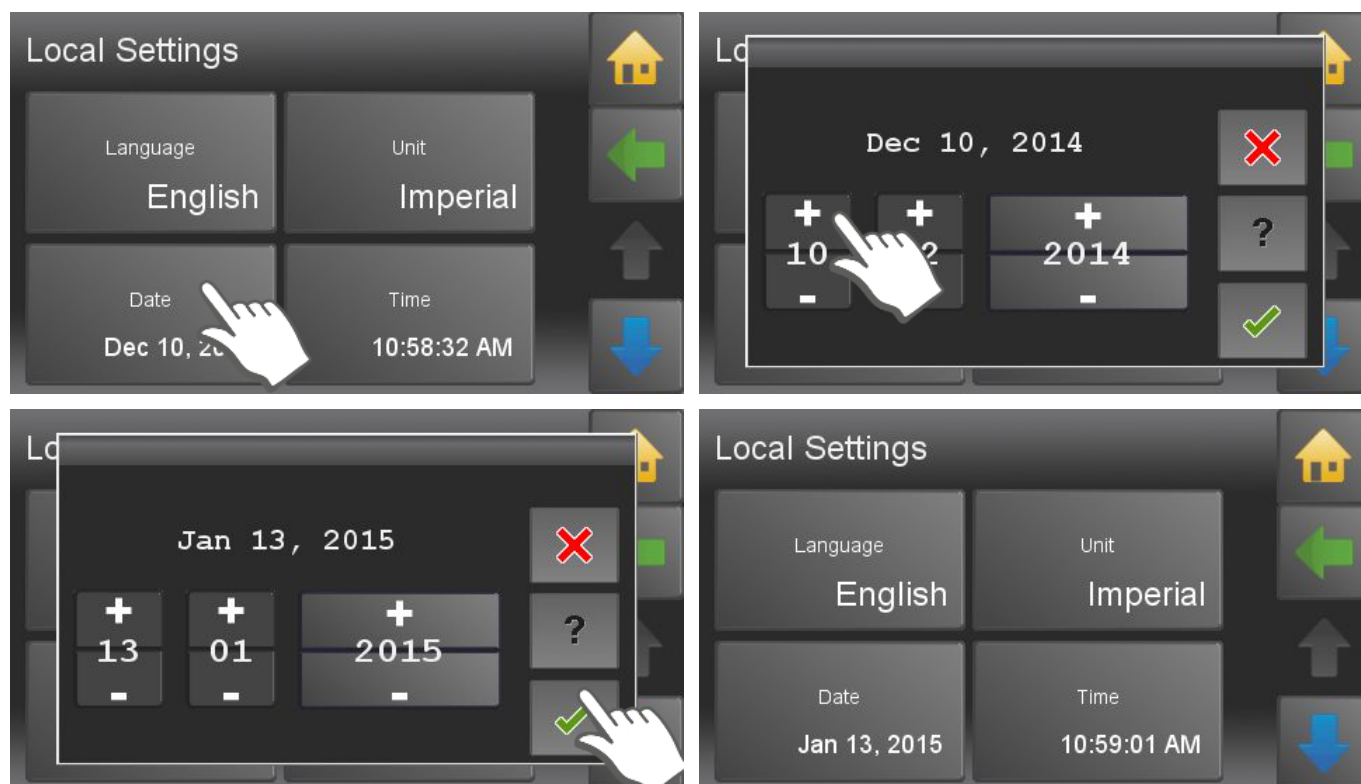 Local Settings
Language
English
Unit
Imperial
Date
Dec 10,
Time
10:58:32 AM
Dec 10, 2014
+ + +
10 2014
- -
?
Jan 13, 2015
+ + +
13 01 2015
- - -
?
Local Settings
Language
English
Unit
Imperial
Date
Jan 13, 2015
Time
10:59:01 AM